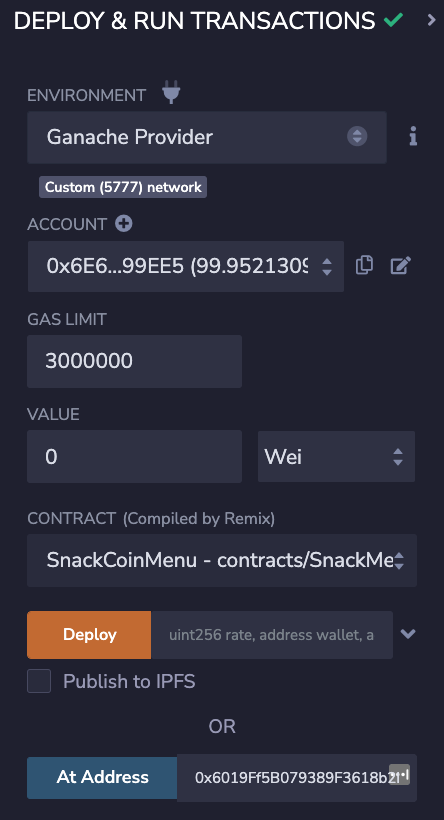 DEPLOY & RUN TRANSACTIONS
ENVIRONMENT
Ganache Provider
Custom (5777) network
ACCOUNT
0x6E6...99EE5 (99.9521309
GAS LIMIT
3000000
VALUE
0
Wei
CONTRACT (Compiled by Remix)
SnackCoinMenu - contracts/SnackMe
Deploy
uint256 rate, address wallet, a
Publish to IPFS
OR
At Address
0x6019Ff5B079389F3618b2